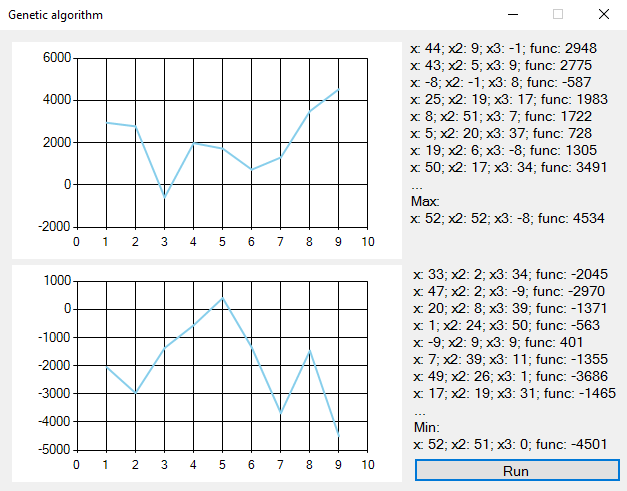 Genetic algorithm
6000
4000
2000
0
-2000
0 1 2 3 4 5 6 7 8 9 10
x: 44; x2: 9; x3: -1; func: 2948
x: 43; x2: 5; x3: 9; func: 2775
x: -8; x2: -1; x3: 8; func: -587
x: 25; x2: 19; x3: 17; func: 1983
x: 8; x2: 51; x3: 7; func: 1722
x: 5; x2: 20; x3: 37; func: 728
x: 19; x2: 6; x3: -8; func: 1305
x: 50; x2: 17; x3: 34; func: 3491
...
Max:
x: 52; x2: 52; x3: -8; func: 4534
1000
0
-1000
-2000
-3000
-4000
-5000
0 1 2 3 4 5 6 7 8 9 10
x: 33; x2: 2; x3: 34; func: -2045
x: 47; x2: 2; x3: -9; func: -2970
x: 20; x2: 8; x3: 39; func: -1371
x: 1; x2: 24; x3: 50; func: -563
x: -9; x2: 9; x3: 9; func: 401
x: 7; x2: 39; x3: 11; func: -1355
x: 49; x2: 26; x3: 1; func: -3686
x: 17; x2: 19; x3: 31; func: -1465
...
Min:
x: 52; x2: 51; x3: 0; func: -4501
Run